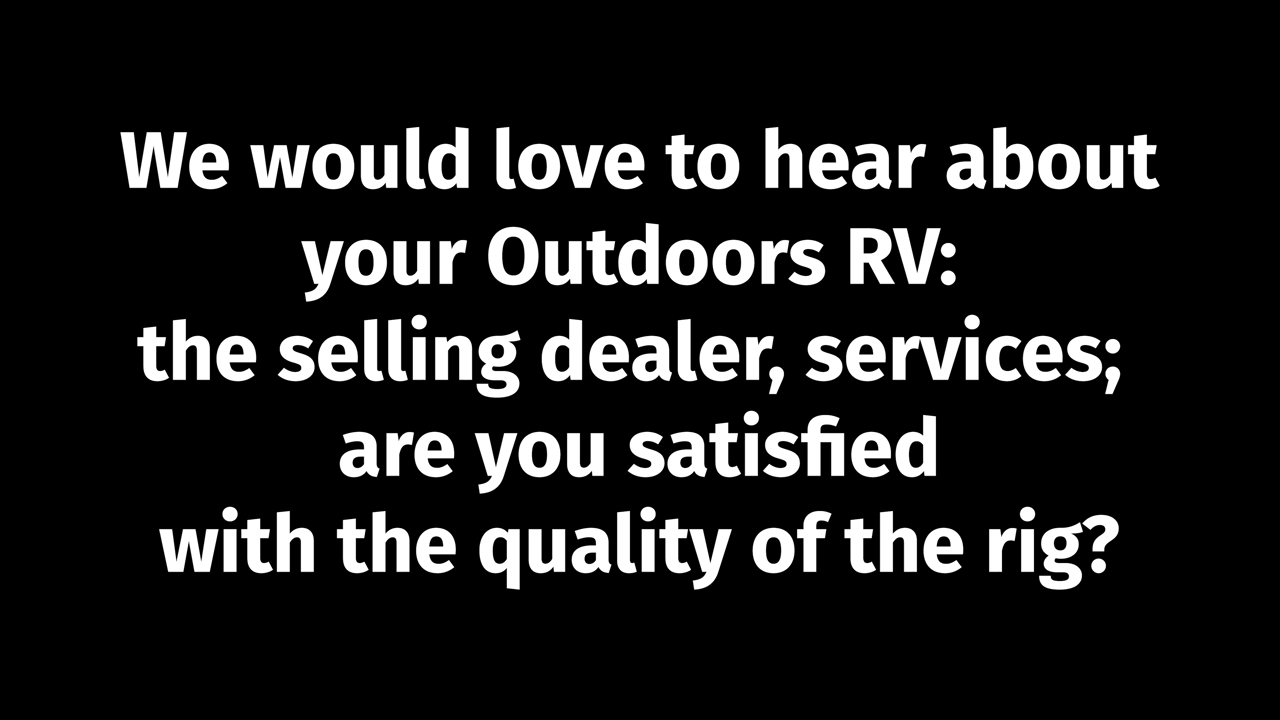 We would love to hear about
your Outdoors RV:
the selling dealer, services;
are you satisfied
with the quality of the rig?